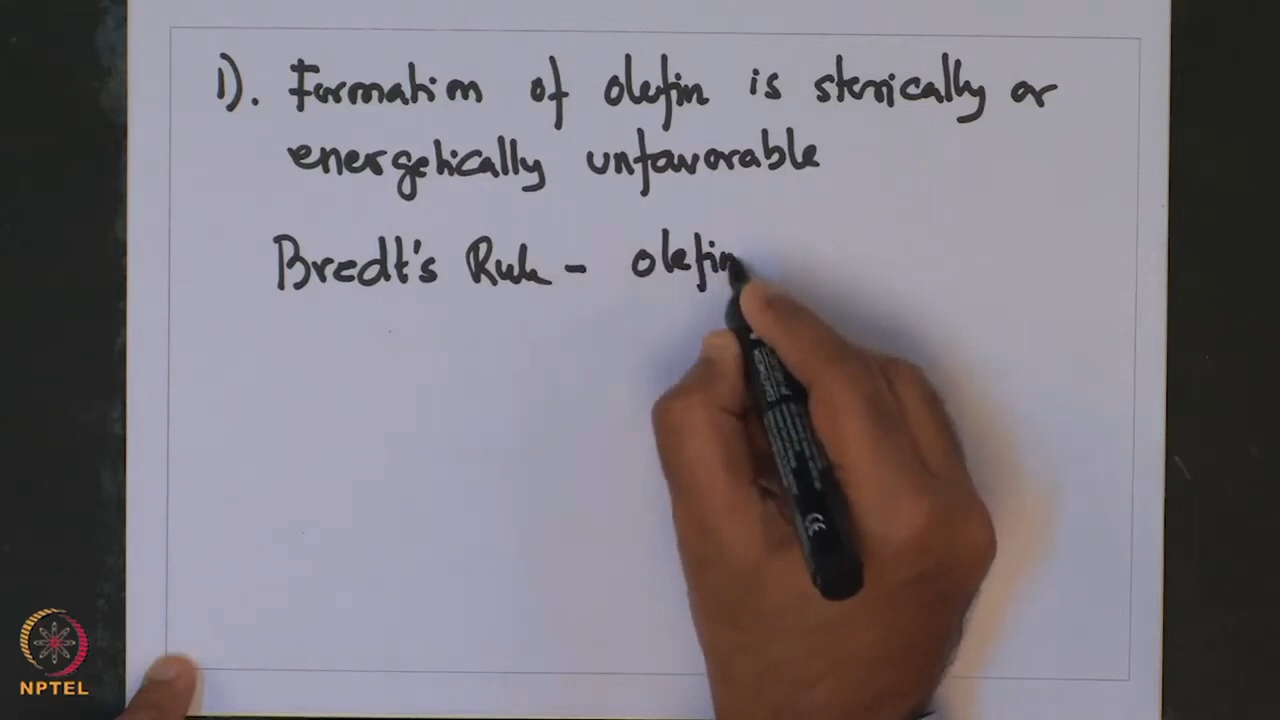 1). Formation of olefin is sterically or
energetically unfavorable
Bredt's Rule - olefin
NPTEL